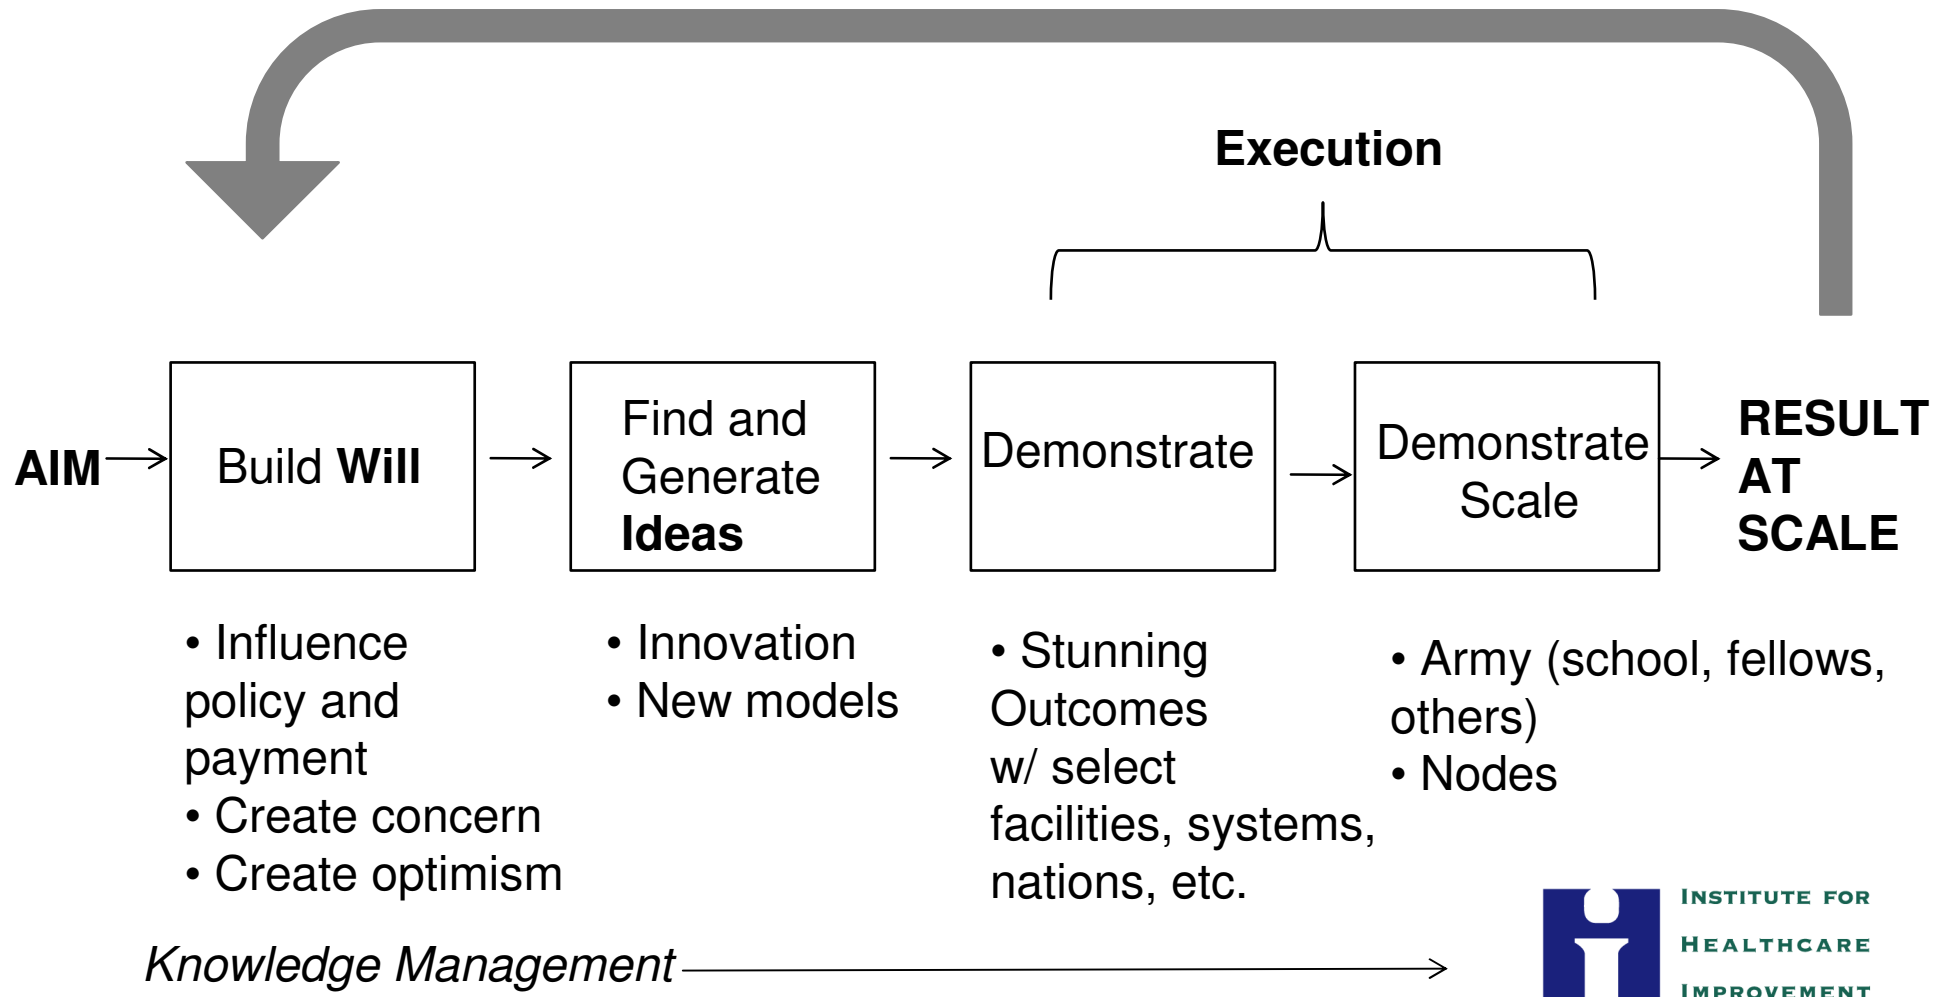 Execution
AIM
Build Will
Find and
Generate
Ideas
Demonstrate
Demonstrate
Scale
RESULT
AT
SCALE
• Influence
policy and
payment
• Create concern
• Create optimism
• Innovation
• New models
• Stunning
Outcomes
w/ select
facilities, systems,
nations, etc.
• Army (school, fellows,
others)
• Nodes
Knowledge Management
INSTITUTE FOR
HEALTHCARE
IMPROVEMENT